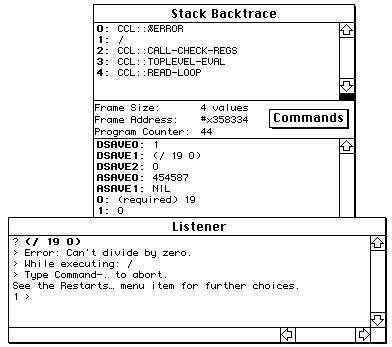 Stack Backtrace
0: CCL::%ERROR
1: /
2: CCL::CALL-CHECK-REGS
3: CCL::TOPLEVEL-EVAL
4: CCL::READ-LOOP
Frame Size: 4 values
Frame Address: #x358334
Program Counter: 44
Commands
DSAVE0: 1
DSAVE1: (/ 19 0)
DSAVE2: 0
ASAVE0: 454587
ASAVE1: NIL
0: (required) 19
1: 0
Listener
? (/ 19 0)
> Error: Can't divide by zero.
> While executing: /
> Type Command-. to abort.
See the Restarts… menu item for further choices.
1 >